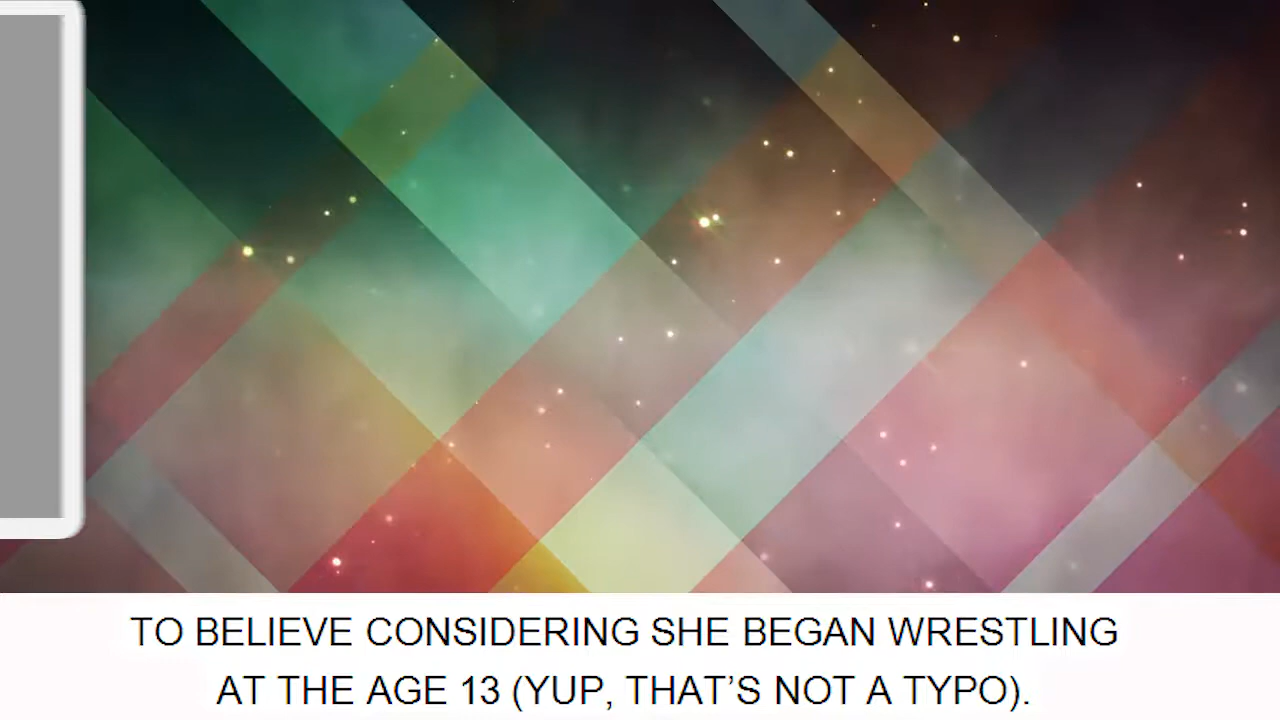 TO BELIEVE CONSIDERING SHE BEGAN WRESTLING
AT THE AGE 13 (YUP, THAT’S NOT A TYPO).